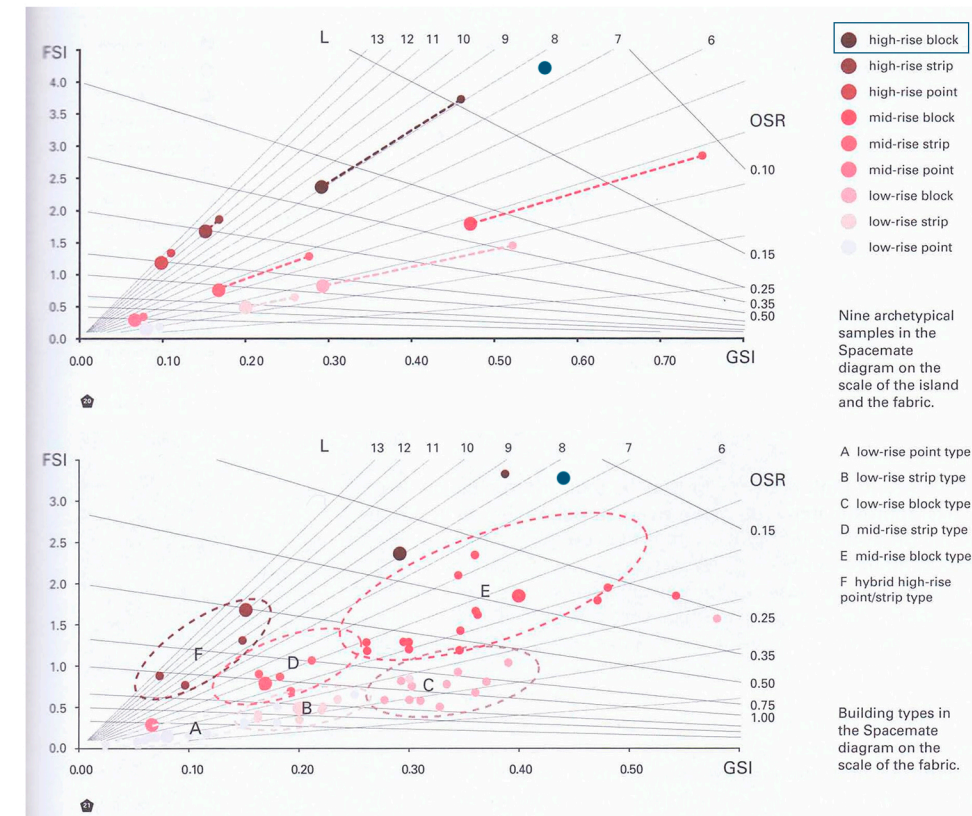 L 13 12 11 10 9 8 7 6
FSI
4.0
3.5
3.0
2.5
2.0
1.5
1.0
0.5
0.0
0.00 0.10 0.20 0.30 0.40 0.50 0.60 0.70 GSI
OSR
0.10
0.15
0.25
0.35
0.50
20
high-rise block
high-rise strip
high-rise point
mid-rise block
mid-rise strip
mid-rise point
low-rise block
low-rise strip
low-rise point
Nine archetypical
samples in the
Spacemate
diagram on the
scale of the island
and the fabric.
L 13 12 11 10 9 8 7 6
FSI
3.0
2.5
2.0
1.5
1.0
0.5
0.0
0.00 0.10 0.20 0.30 0.40 0.50 GSI
OSR
0.15
0.25
0.35
0.50
0.75
1.00
E
F
D
C
B
A
21
A low-rise point type
B low-rise strip type
C low-rise block type
D mid-rise strip type
E mid-rise block type
F hybrid high-rise
point/strip type
Building types in
the Spacemate
diagram on the
scale of the fabric.